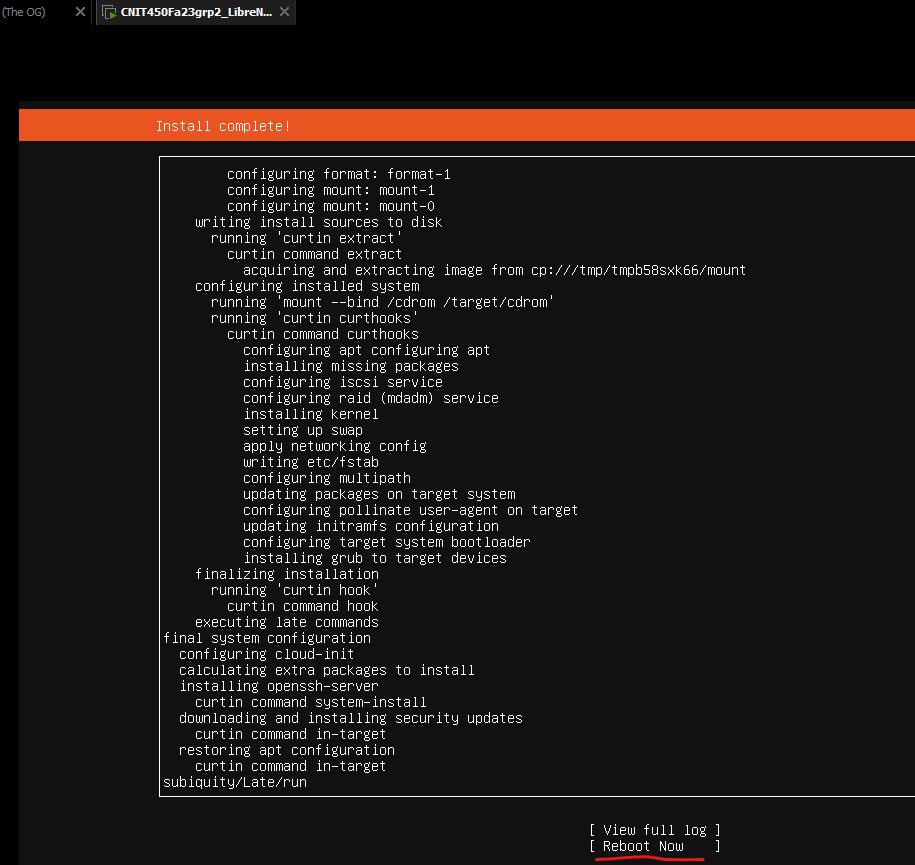 (The OG) CNIT450Fa23grp2_LibreN...
Install complete!
configuring format: format-1
configuring mount: mount-1
configuring mount: mount-0
writing install sources to disk
running 'curtin extract'
curtin command extract
acquiring and extracting image from cp:///tmp/tmpb58sxk66/mount
configuring installed system
running 'mount --bind /cdrom /target/cdrom'
running 'curtin curthooks'
curtin command curthooks
configuring apt configuring apt
installing missing packages
configuring iscsi service
configuring raid (mdadm) service
installing kernel
setting up swap
apply networking config
writing etc/fstab
configuring multipath
updating packages on target system
configuring pollinate user-agent on target
updating initramfs configuration
configuring target system bootloader
installing grub to target devices
finalizing installation
running 'curtin hook'
curtin command hook
executing late commands
final system configuration
configuring cloud-init
calculating extra packages to install
installing openssh-server
curtin command system-install
downloading and installing security updates
curtin command in-target
restoring apt configuration
curtin command in-target
subiquity/Late/run
[ View full log ]
[ Reboot Now ]